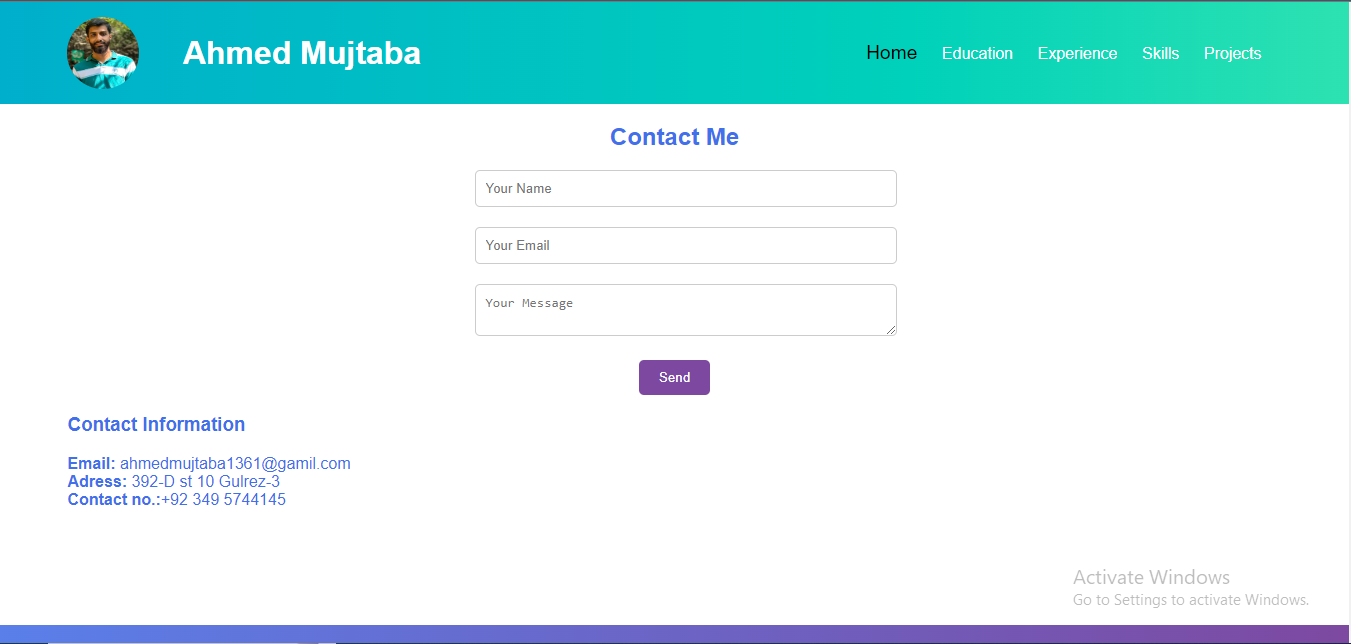 Ahmed Mujtaba
Home Education Experience Skills Projects
Contact Me
Your Name
Your Email
Your Message
Send
Contact Information
Email: ahmedmujtaba1361@gamil.com
Adress: 392-D st 10 Gulrez-3
Contact no.:+92 349 5744145
Activate Windows
Go to Settings to activate Windows.